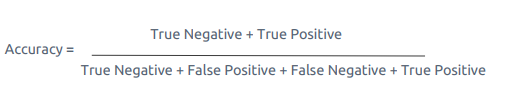 True Negative + True Positive
Accuracy =
True Negative + False Positive + False Negative + True Positive